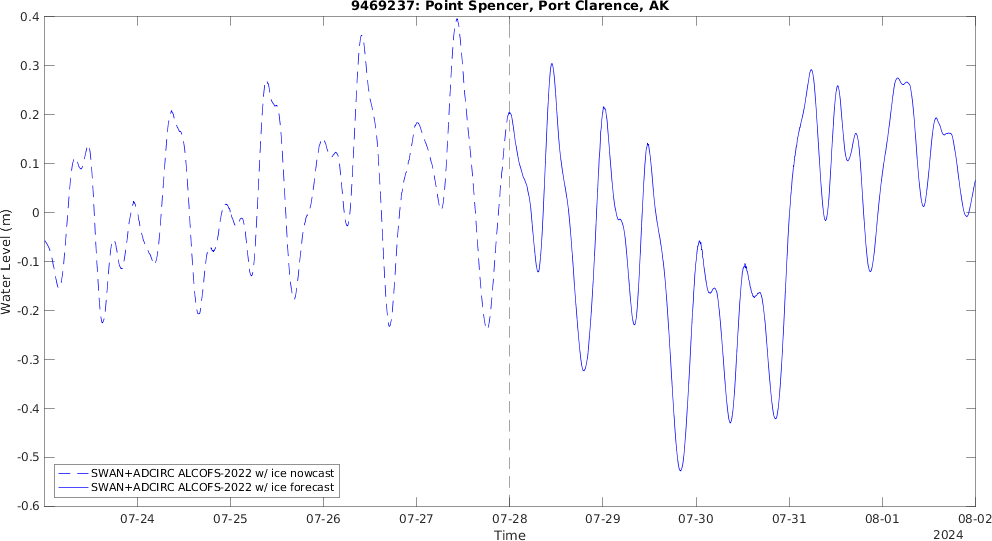 9469237: Point Spencer, Port Clarence, AK
0.4
0.3
0.2
0.1
0
-0.1
-0.2
-0.3
-0.4
-0.5
-0.6
Water Level (m)
SWAN+ADCIRC ALCOFS-2022 w/ ice nowcast
SWAN+ADCIRC ALCOFS-2022 w/ ice forecast
07-24 07-25 07-26 07-27 07-28 07-29 07-30 07-31 08-01 08-02
Time
2024